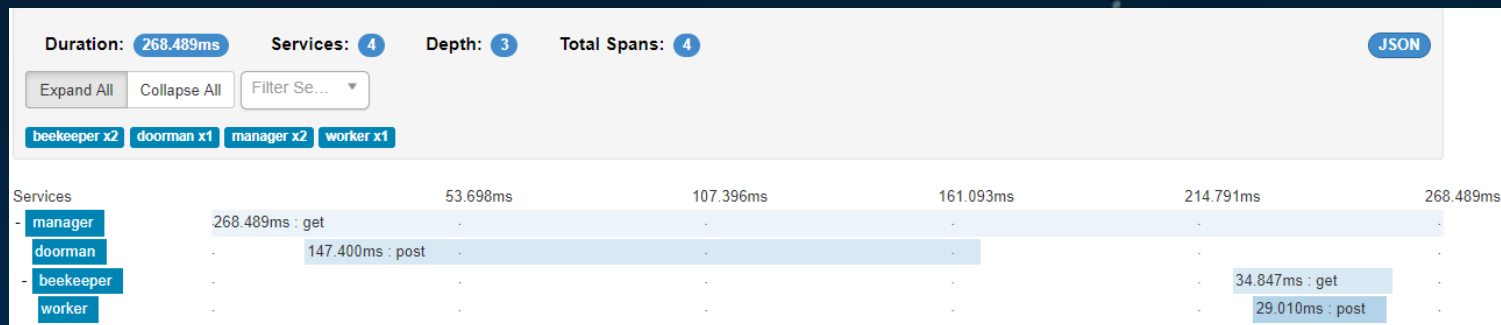 Duration: 268.489ms Services: 4 Depth: 3 Total Spans: 4 JSON
Expand All Collapse All Filter Se...
beekeeper x2 doorman x1 manager x2 worker x1
Services 53.698ms 107.396ms 161.093ms 214.791ms 268.489ms
- manager 268.489ms : get
doorman 147.400ms : post
- beekeeper 34.847ms : get
worker 29.010ms : post